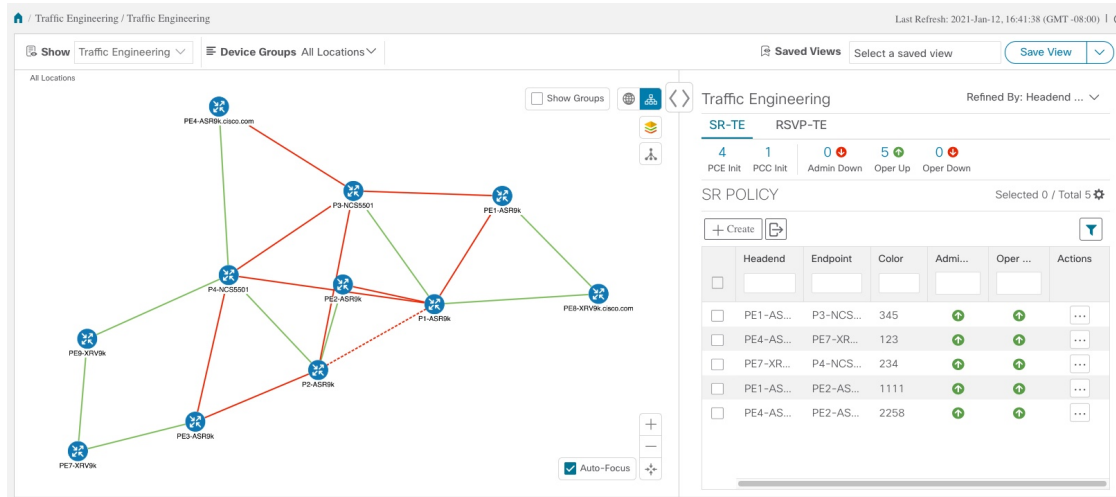 / Traffic Engineering / Traffic Engineering
Last Refresh: 2021-Jan-12, 16:41:38 (GMT -08:00) |
Show Traffic Engineering Device Groups All Locations
Saved Views Select a saved view Save View
All Locations
Show Groups
PE4-ASR9k.cisco.com
P3-NCS5501
PE1-ASR9k
P4-NCS5501
PE2-ASR9k
P1-ASR9k
PE8-XRV9k.cisco.com
PE9-XRV9k
P2-ASR9k
PE3-ASR9k
PE7-XRV9k
Auto-Focus
Traffic Engineering Refined By: Headend ...
SR-TE RSVP-TE
4 1 0 5 0
PCE Init PCC Init Admin Down Oper Up Oper Down
SR POLICY Selected 0 / Total 5
+ Create
Headend Endpoint Color Admi... Oper ... Actions
PE1-AS... P3-NCS... 345 ...
PE4-AS... PE7-XR... 123 ...
PE7-XR... P4-NCS... 234 ...
PE1-AS... PE2-AS... 1111 ...
PE4-AS... PE2-AS... 2258 ...